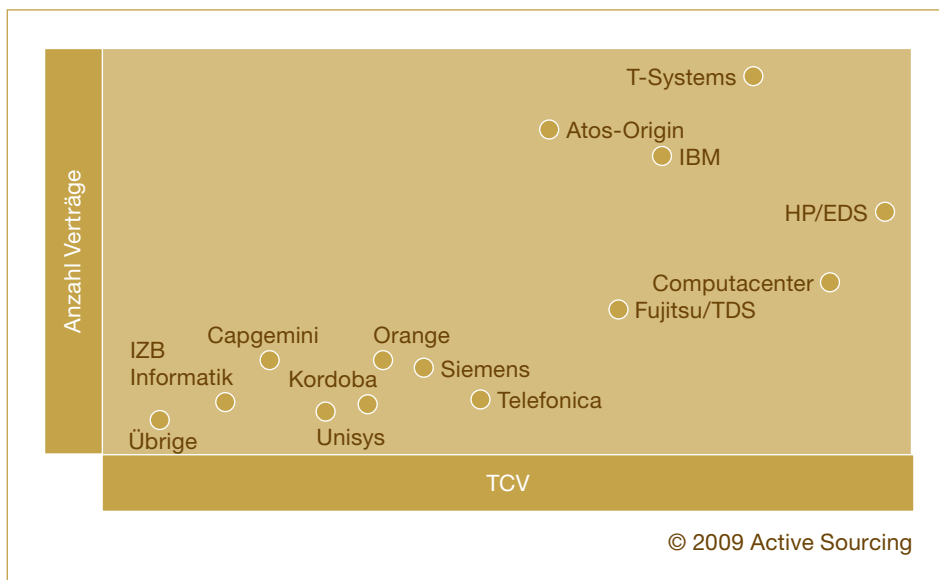 Anzahl Verträge
T-Systems
Atos-Origin
IBM
HP/EDS
Computacenter
Fujitsu/TDS
Capgemini
Orange
IZB
Informatik
Kordoba
Siemens
Telefonica
Übrige
Unisys
TCV
© 2009 Active Sourcing